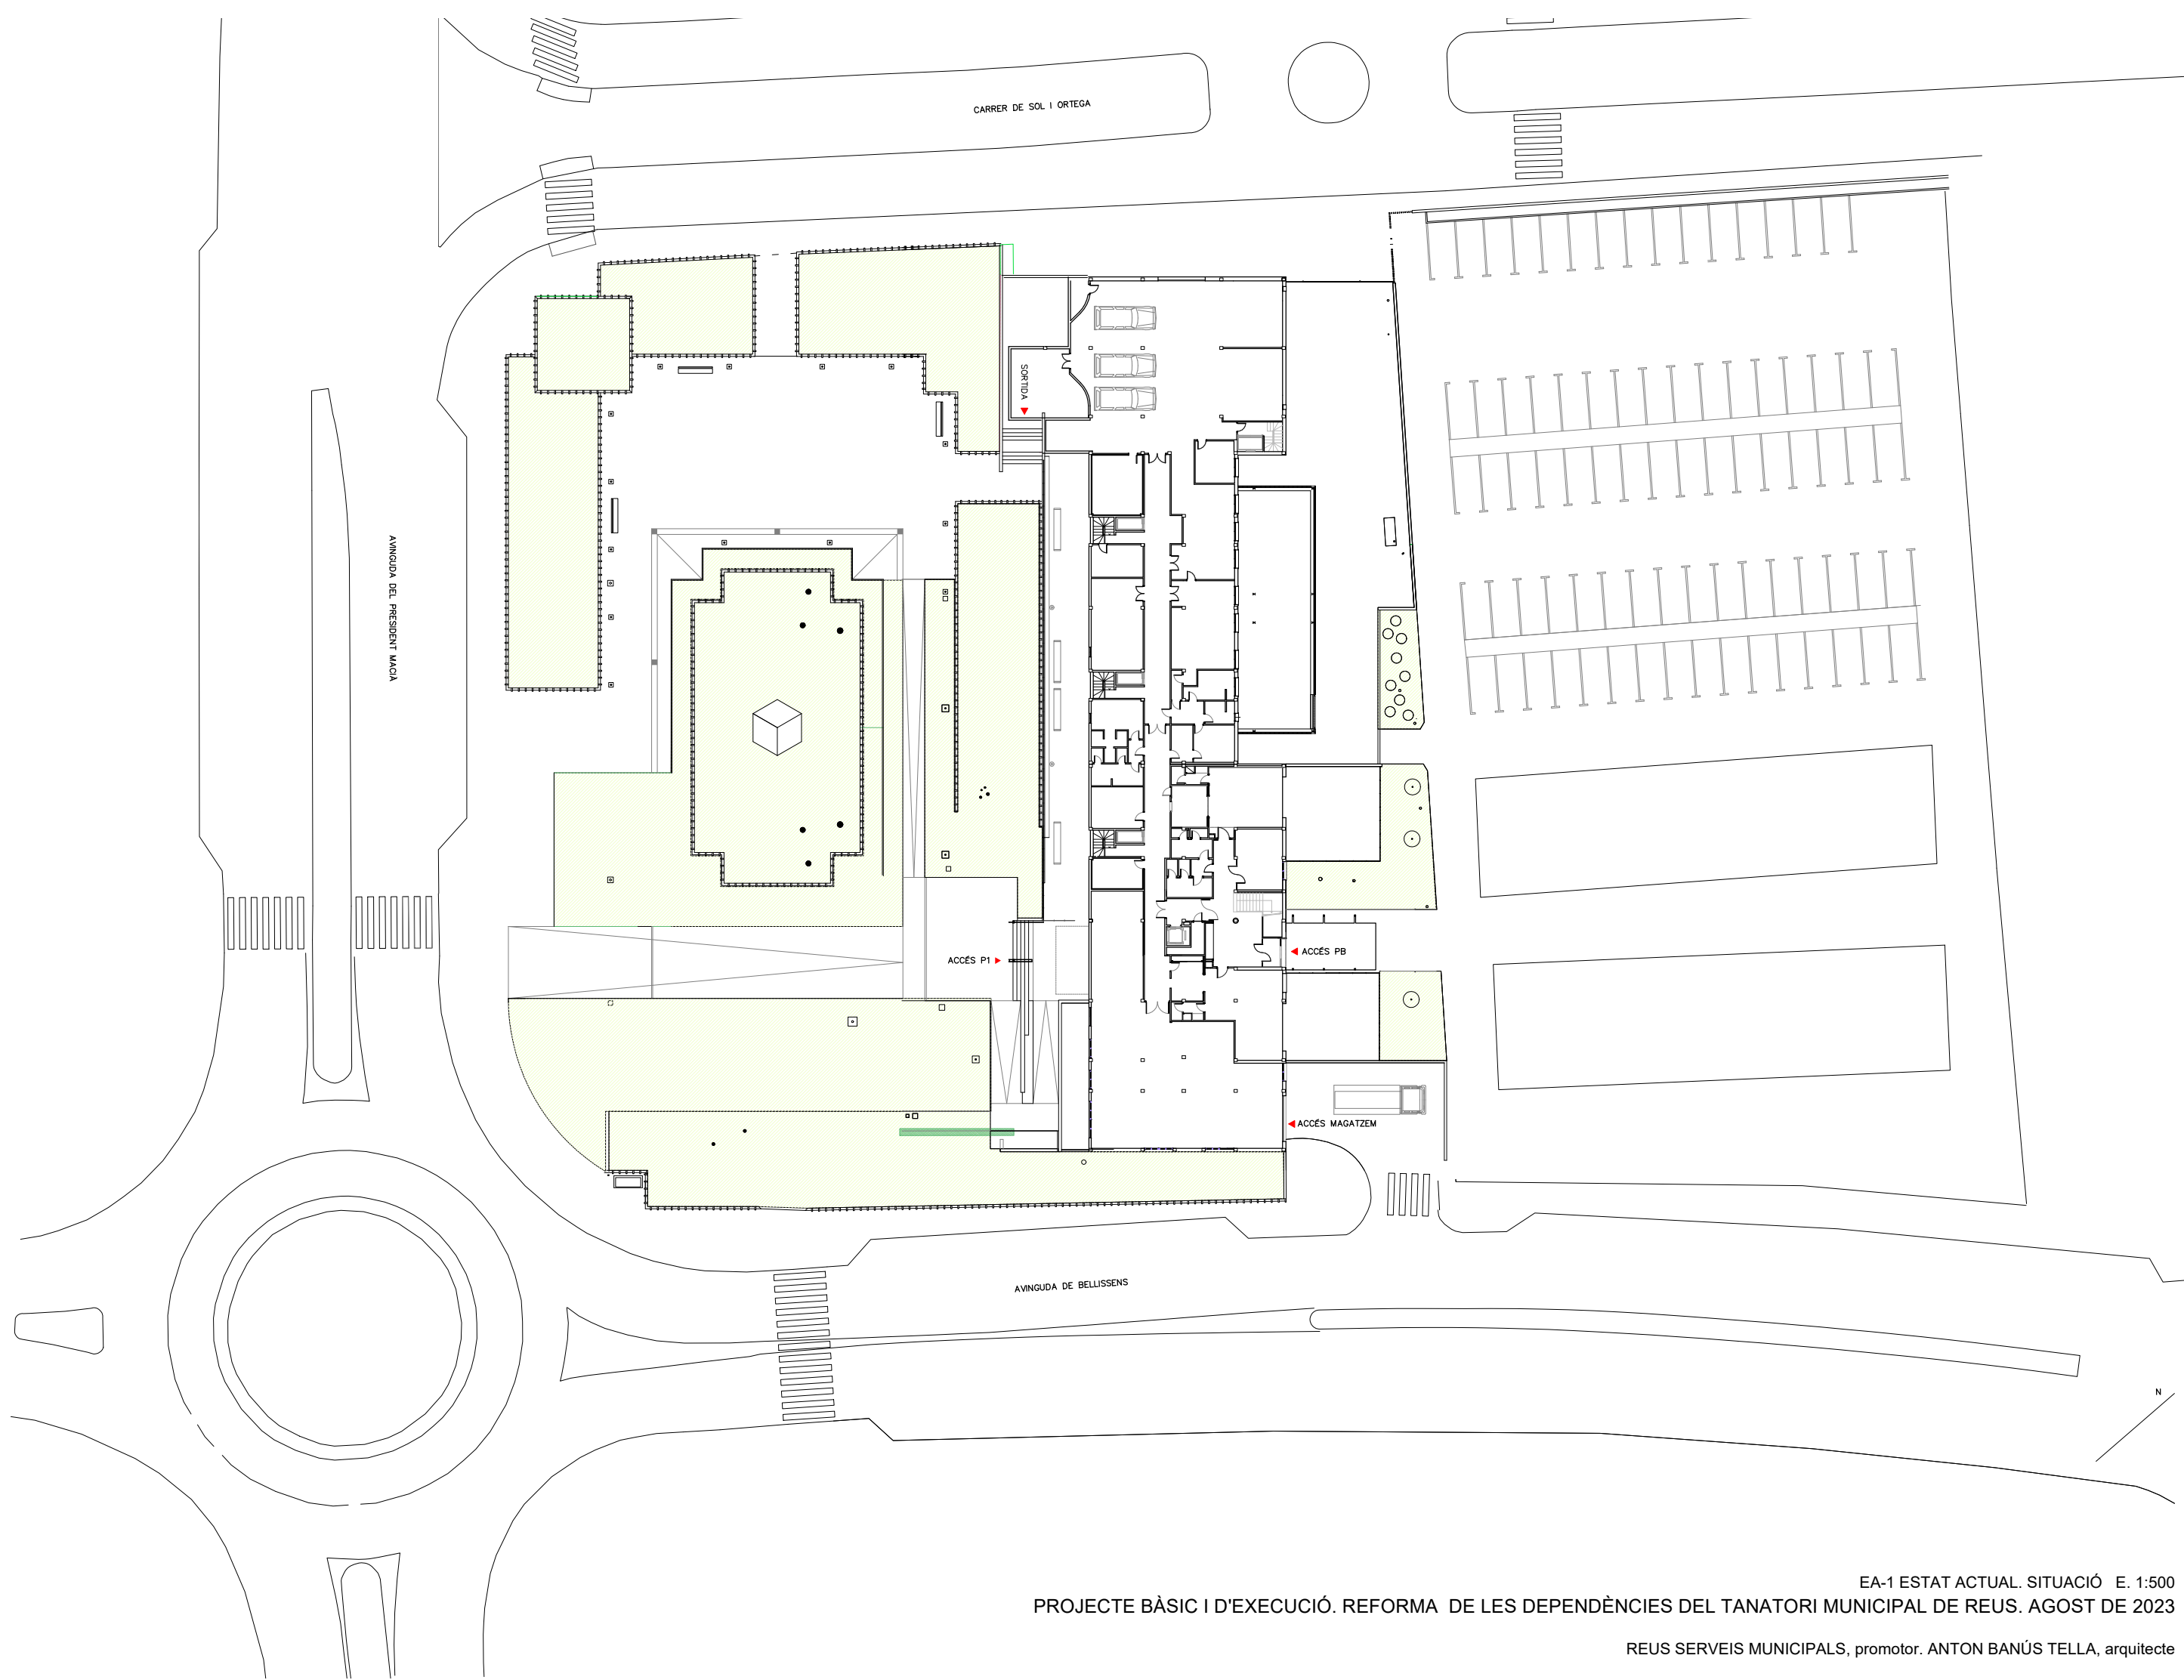 CARRER DE SOL I ORTEGA
SORTIDA
AVINGUDA DEL PRESIDENT MACIÀ
ACCÉS P1
ACCÉS PB
ACCÉS MAGATZEM
AVINGUDA DE BELLISSENS
N
EA-1 ESTAT ACTUAL. SITUACIÓ E. 1:500
PROJECTE BÀSIC I D'EXECUCIÓ. REFORMA DE LES DEPENDÈNCIES DEL TANATORI MUNICIPAL DE REUS. AGOST DE 2023
REUS SERVEIS MUNICIPALS, promotor. ANTON BANÚS TELLA, arquitecte